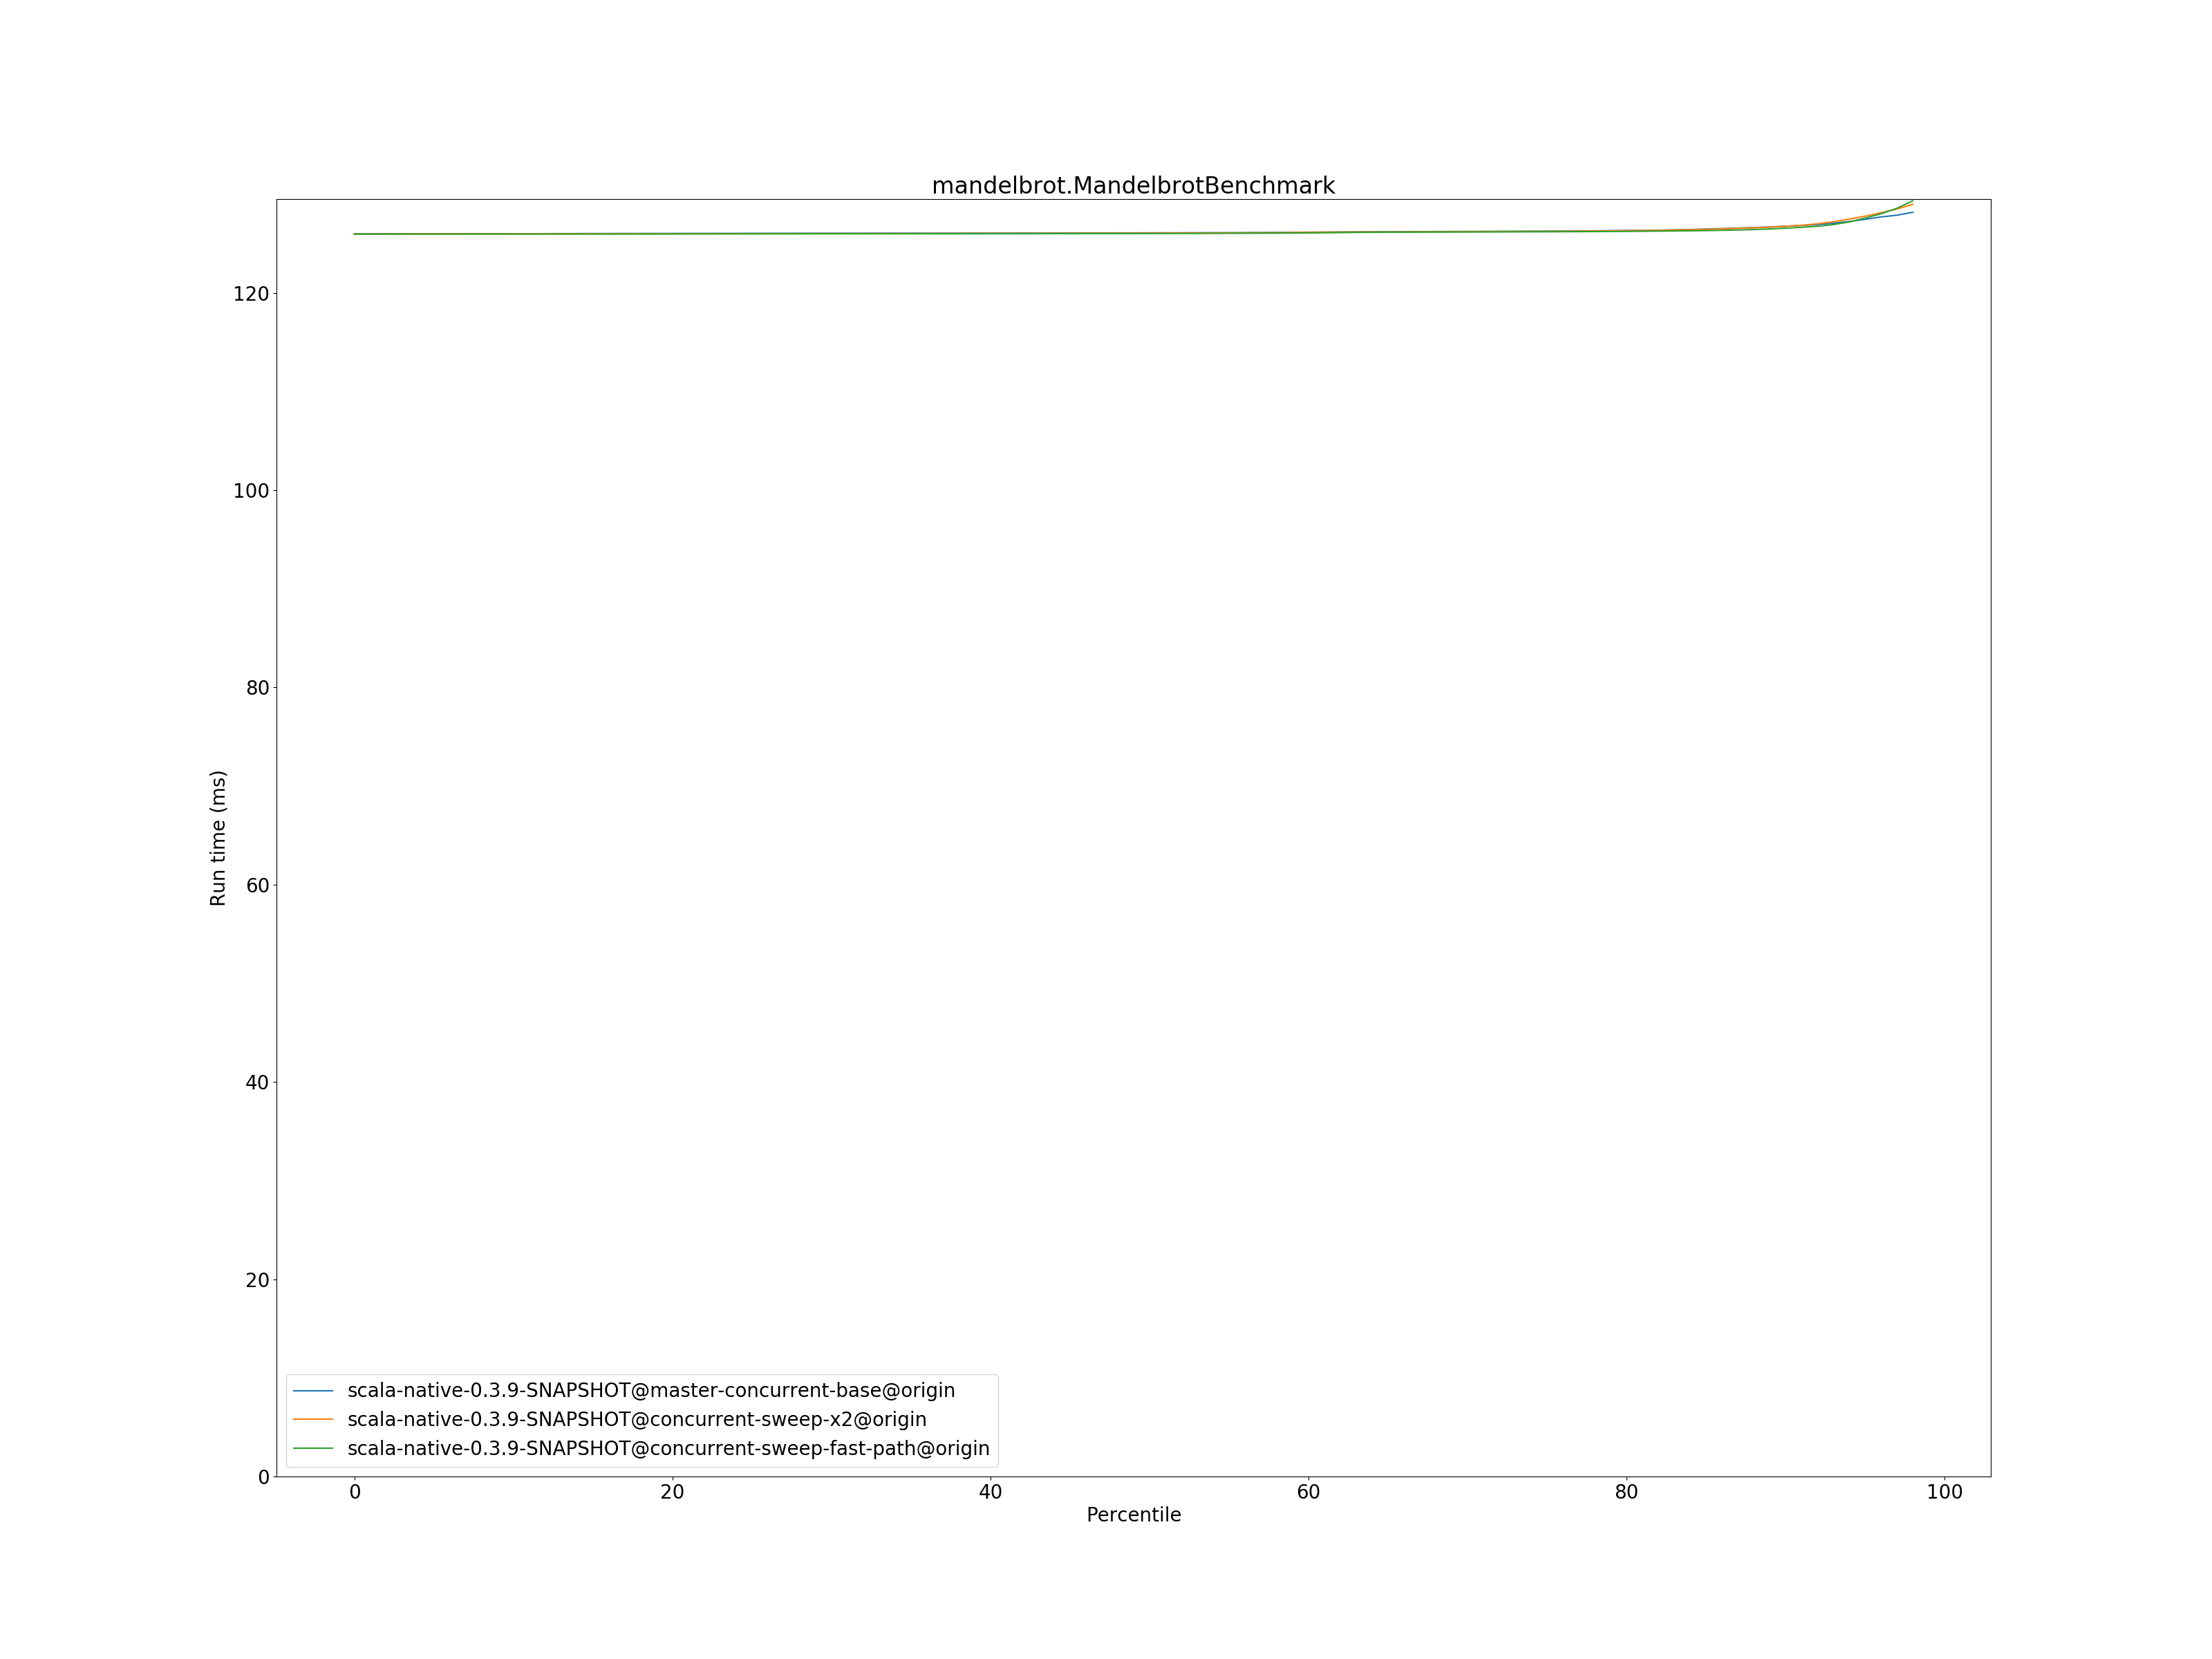 mandelbrot.MandelbrotBenchmark
Run time (ms)
120
100
80
60
40
20
0
scala-native-0.3.9-SNAPSHOT@master-concurrent-base@origin
scala-native-0.3.9-SNAPSHOT@concurrent-sweep-x2@origin
scala-native-0.3.9-SNAPSHOT@concurrent-sweep-fast-path@origin
0 20 40 60 80 100
Percentile